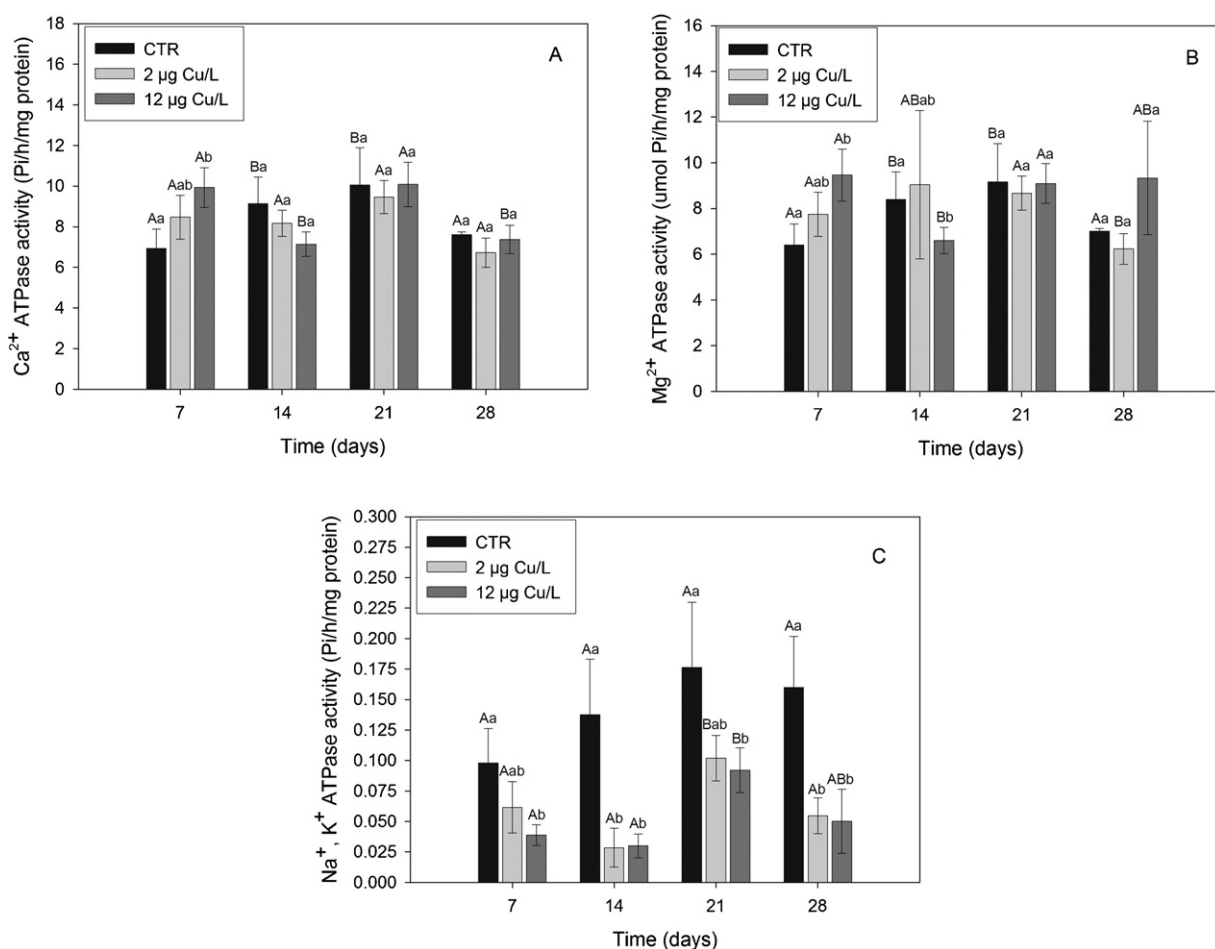 A
Ca2+ ATPase activity (Pi/h/mg protein)
18
16
14
12
10
8
6
4
2
0
CTR
2 µg Cu/L
12 µg Cu/L
Aa
Aab
Ab
Ba
Aa
Ba
Ba
Aa
Aa
Aa
Aa
Ba
7
14
21
28
Time (days)
B
Mg2+ ATPase activity (umol Pi/h/mg protein)
16
14
12
10
8
6
4
2
0
CTR
2 µg Cu/L
12 µg Cu/L
Aa
Aab
Ab
Ba
ABab
Bb
Ba
Aa
Aa
Aa
Ba
ABa
7
14
21
28
Time (days)
C
Na+, K+ ATPase activity (Pi/h/mg protein)
0.300
0.275
0.250
0.225
0.200
0.175
0.150
0.125
0.100
0.075
0.050
0.025
0.000
CTR
2 µg Cu/L
12 µg Cu/L
Aa
Aab
Ab
Aa
Ab
Ab
Aa
Bab
Bb
Aa
Ab
ABb
7
14
21
28
Time (days)